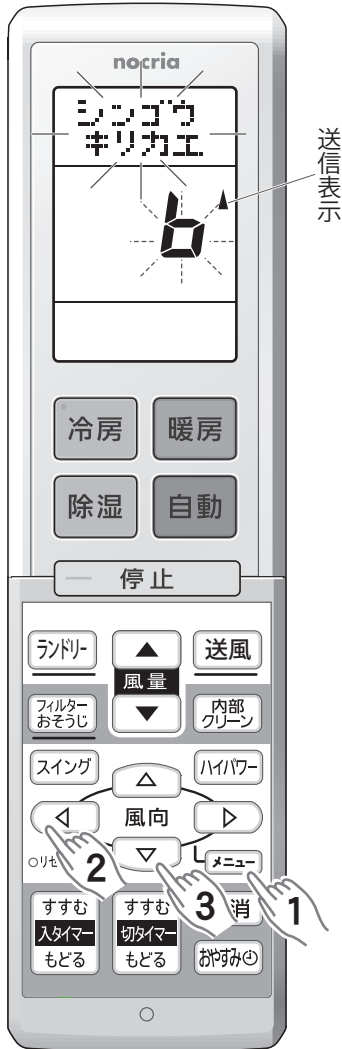 nocria
シンゴウ
キリカエ
b
送信表示
冷房
暖房
除湿
自動
停止
ランドリー
▲
送風
風量
フィルター
おそうじ
▼
内部
クリーン
スイング
△
ハイパワー
◁
風向
▷
○リセ
2
▽
メニュー
3
1
すすむ
入タイマー
もどる
すすむ
切タイマー
もどる
消
おやすみ